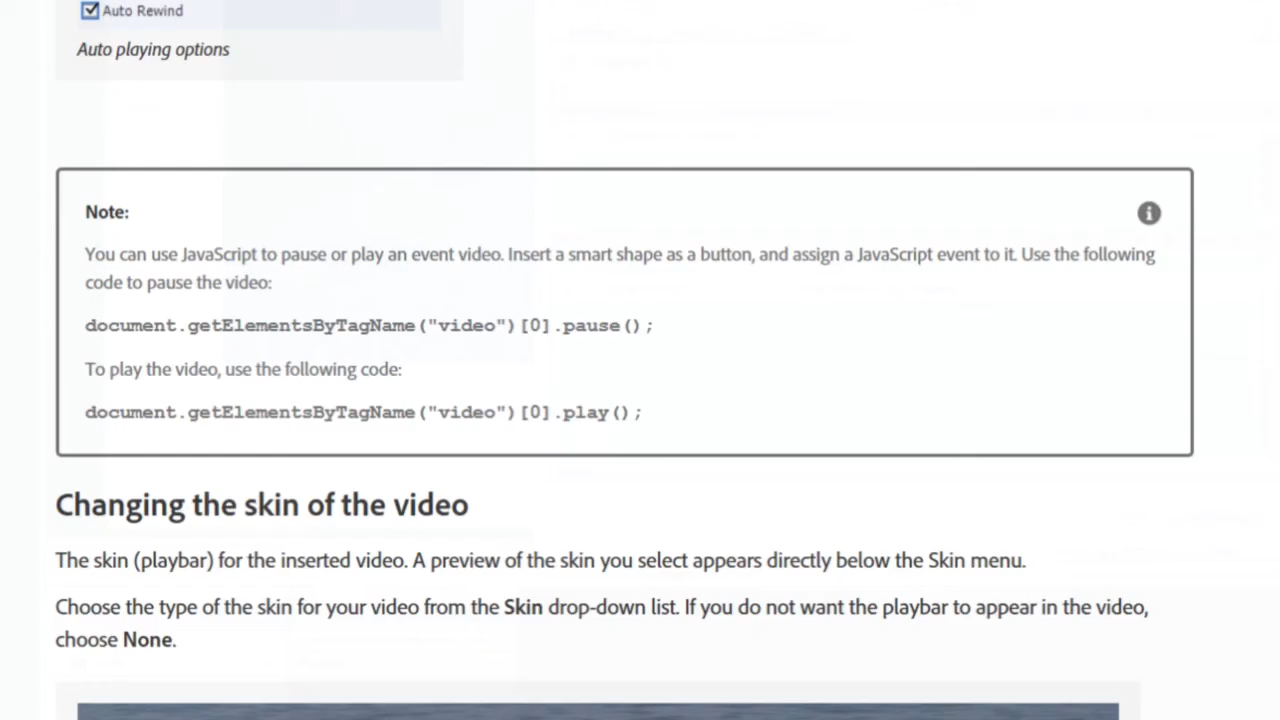 Auto Rewind
Auto playing options
Note:
You can use JavaScript to pause or play an event video. Insert a smart shape as a button, and assign a JavaScript event to it. Use the following
code to pause the video:
document.getElementsByTagName("video")[0].pause();
To play the video, use the following code:
document.getElementsByTagName("video")[0].play();
Changing the skin of the video
The skin (playbar) for the inserted video. A preview of the skin you select appears directly below the Skin menu.
Choose the type of the skin for your video from the Skin drop-down list. If you do not want the playbar to appear in the video,
choose None.